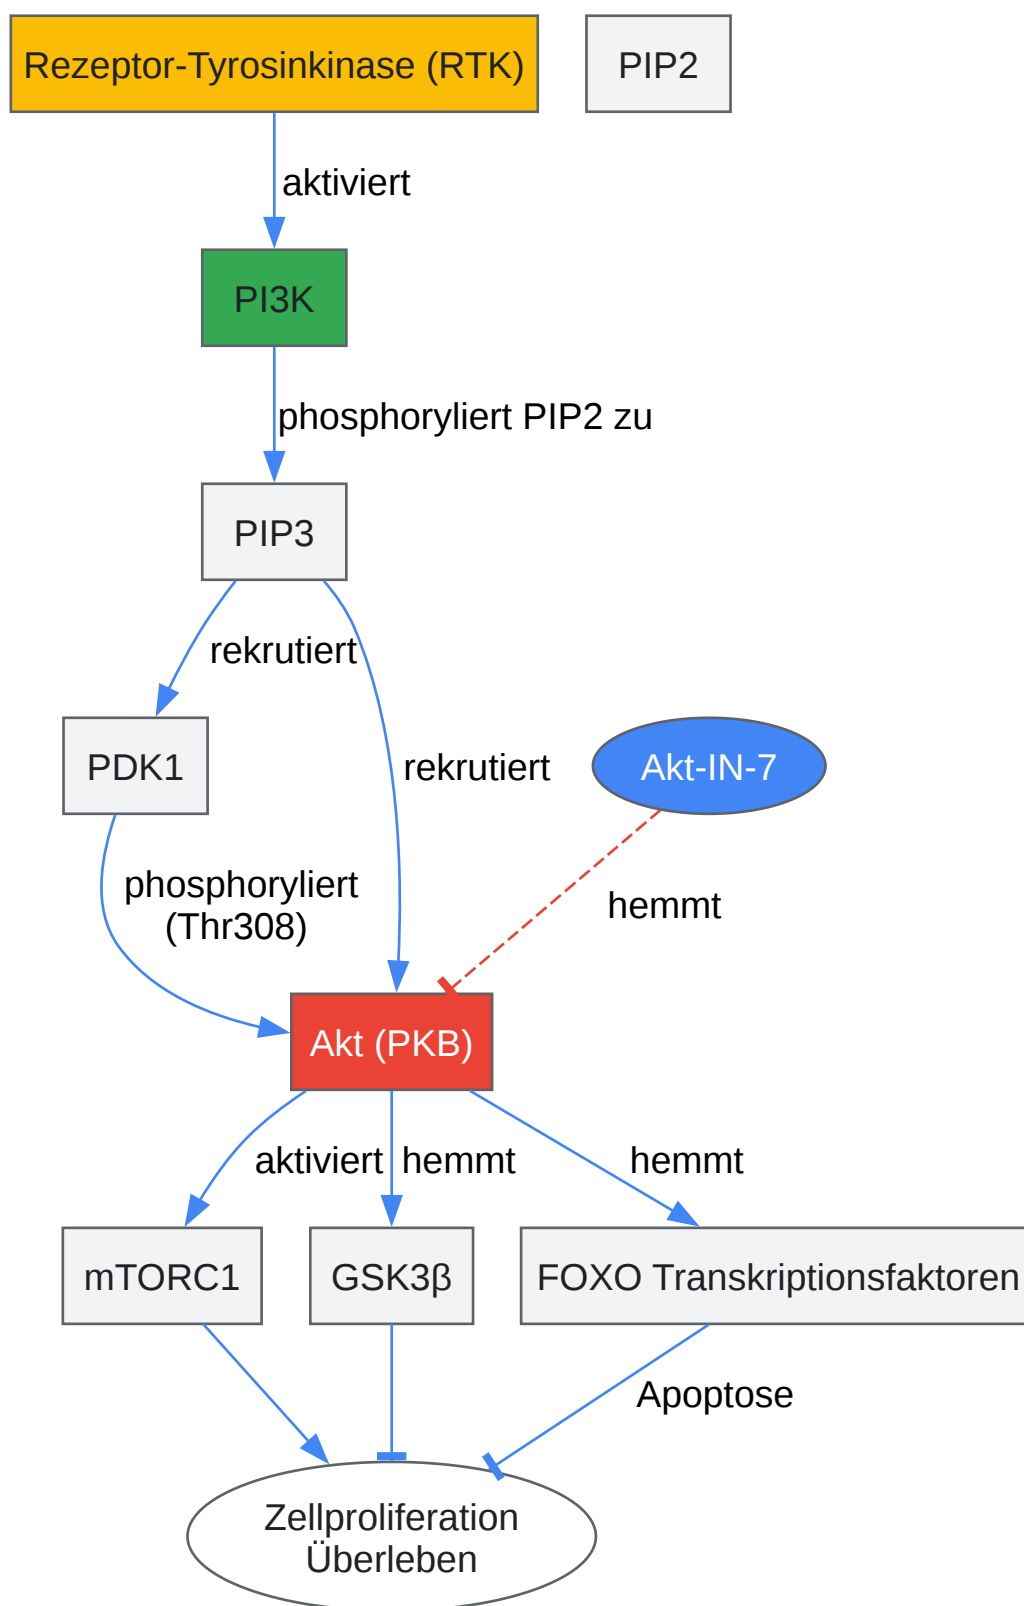 Rezeptor-Tyrosinkinase (RTK)
PIP2
aktiviert
PI3K
phosphoryliert PIP2 zu
PIP3
rekrutiert
PDK1
rekrutiert
Akt-IN-7
phosphoryliert
(Thr308)
hemmt
Akt (PKB)
aktiviert
hemmt
hemmt
mTORC1
GSK3β
FOXO Transkriptionsfaktoren
Apoptose
Zellproliferation
Überleben